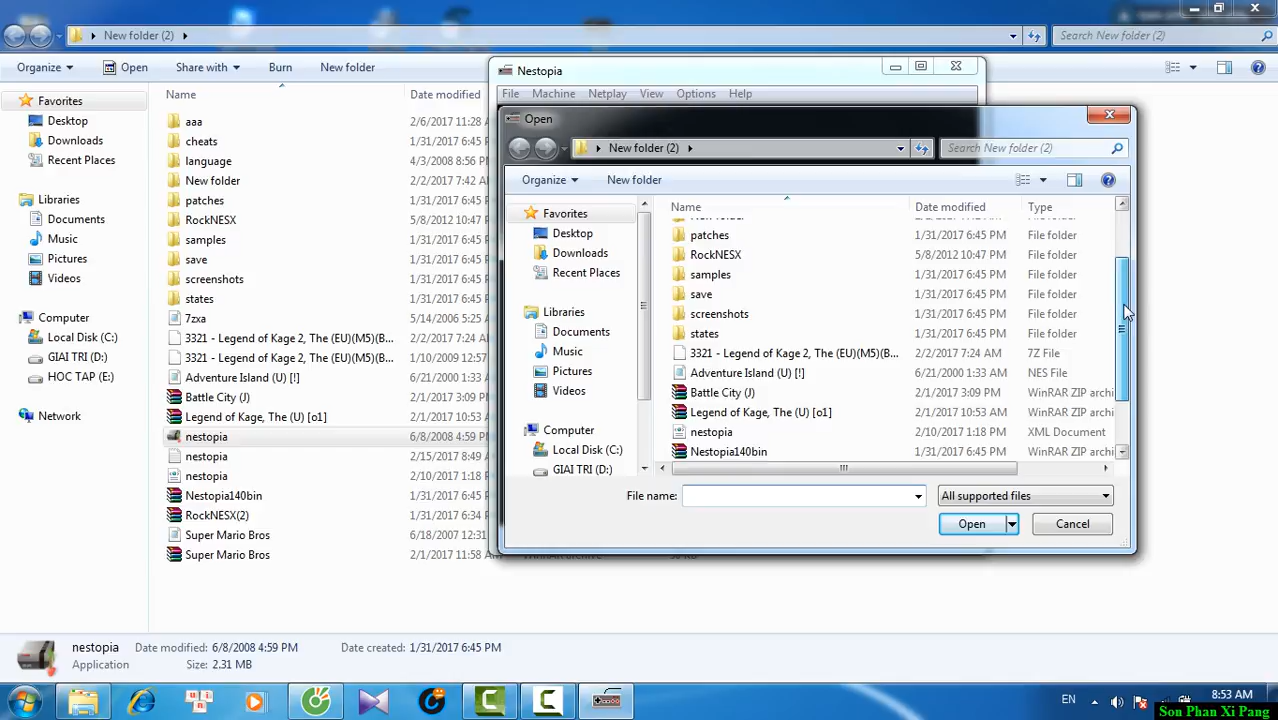 New folder (2)
Search New folder (2)
Organize
Open
Share with
Burn
New folder
Favorites
Desktop
Downloads
Recent Places
Libraries
Documents
Music
Pictures
Videos
Computer
Local Disk (C:)
GIAI TRI (D:)
HOC TAP (E:)
Network
Name
Date modified
aaa 2/6/2017 11:28
cheats 1/31/2017 6:45
language 4/3/2008 8:56
New folder 2/2/2017 7:42
patches 1/31/2017 6:45
RockNESX 5/8/2012 10:47
samples 1/31/2017 6:45
save 1/31/2017 6:45
screenshots 1/31/2017 6:45
states 1/31/2017 6:45
7zxa 5/14/2006 5:25
3321 - Legend of Kage 2, The (EU)(M5)(B... 2/2/2017 7:24
3321 - Legend of Kage 2, The (EU)(M5)(B... 1/10/2009 12:57
Adventure Island (U) [!] 6/21/2000 1:33
Battle City (J) 2/1/2017 3:09
Legend of Kage, The (U) [o1] 2/1/2017 10:53
nestopia 6/8/2008 4:59
nestopia 2/15/2017 8:49
nestopia 2/10/2017 1:18
Nestopia140bin 1/31/2017 6:45
RockNESX(2) 1/31/2017 6:34
Super Mario Bros 6/18/2007 12:31
Super Mario Bros 2/1/2017 11:58
Nestopia
File Machine Netplay View Options Help
Open
New folder (2)
Search New folder (2)
Organize
New folder
Favorites
Desktop
Downloads
Recent Places
Libraries
Documents
Music
Pictures
Videos
Computer
Local Disk (C:)
GIAI TRI (D:)
Name Date modified Type
patches 1/31/2017 6:45 PM File folder
RockNESX 5/8/2012 10:47 PM File folder
samples 1/31/2017 6:45 PM File folder
save 1/31/2017 6:45 PM File folder
screenshots 1/31/2017 6:45 PM File folder
states 1/31/2017 6:45 PM File folder
3321 - Legend of Kage 2, The (EU)(M5)(B... 2/2/2017 7:24 AM 7Z File
Adventure Island (U) [!] 6/21/2000 1:33 AM NES File
Battle City (J) 2/1/2017 3:09 PM WinRAR ZIP archi
Legend of Kage, The (U) [o1] 2/1/2017 10:53 AM WinRAR ZIP archi
nestopia 2/10/2017 1:18 PM XML Document
Nestopia140bin 1/31/2017 6:45 PM WinRAR ZIP archi
File name:
All supported files
Open
Cancel
nestopia Date modified: 6/8/2008 4:59 PM Date created: 1/31/2017 6:45 PM
Application Size: 2.31 MB
EN
8:53 AM
Son Phan Xi Pang